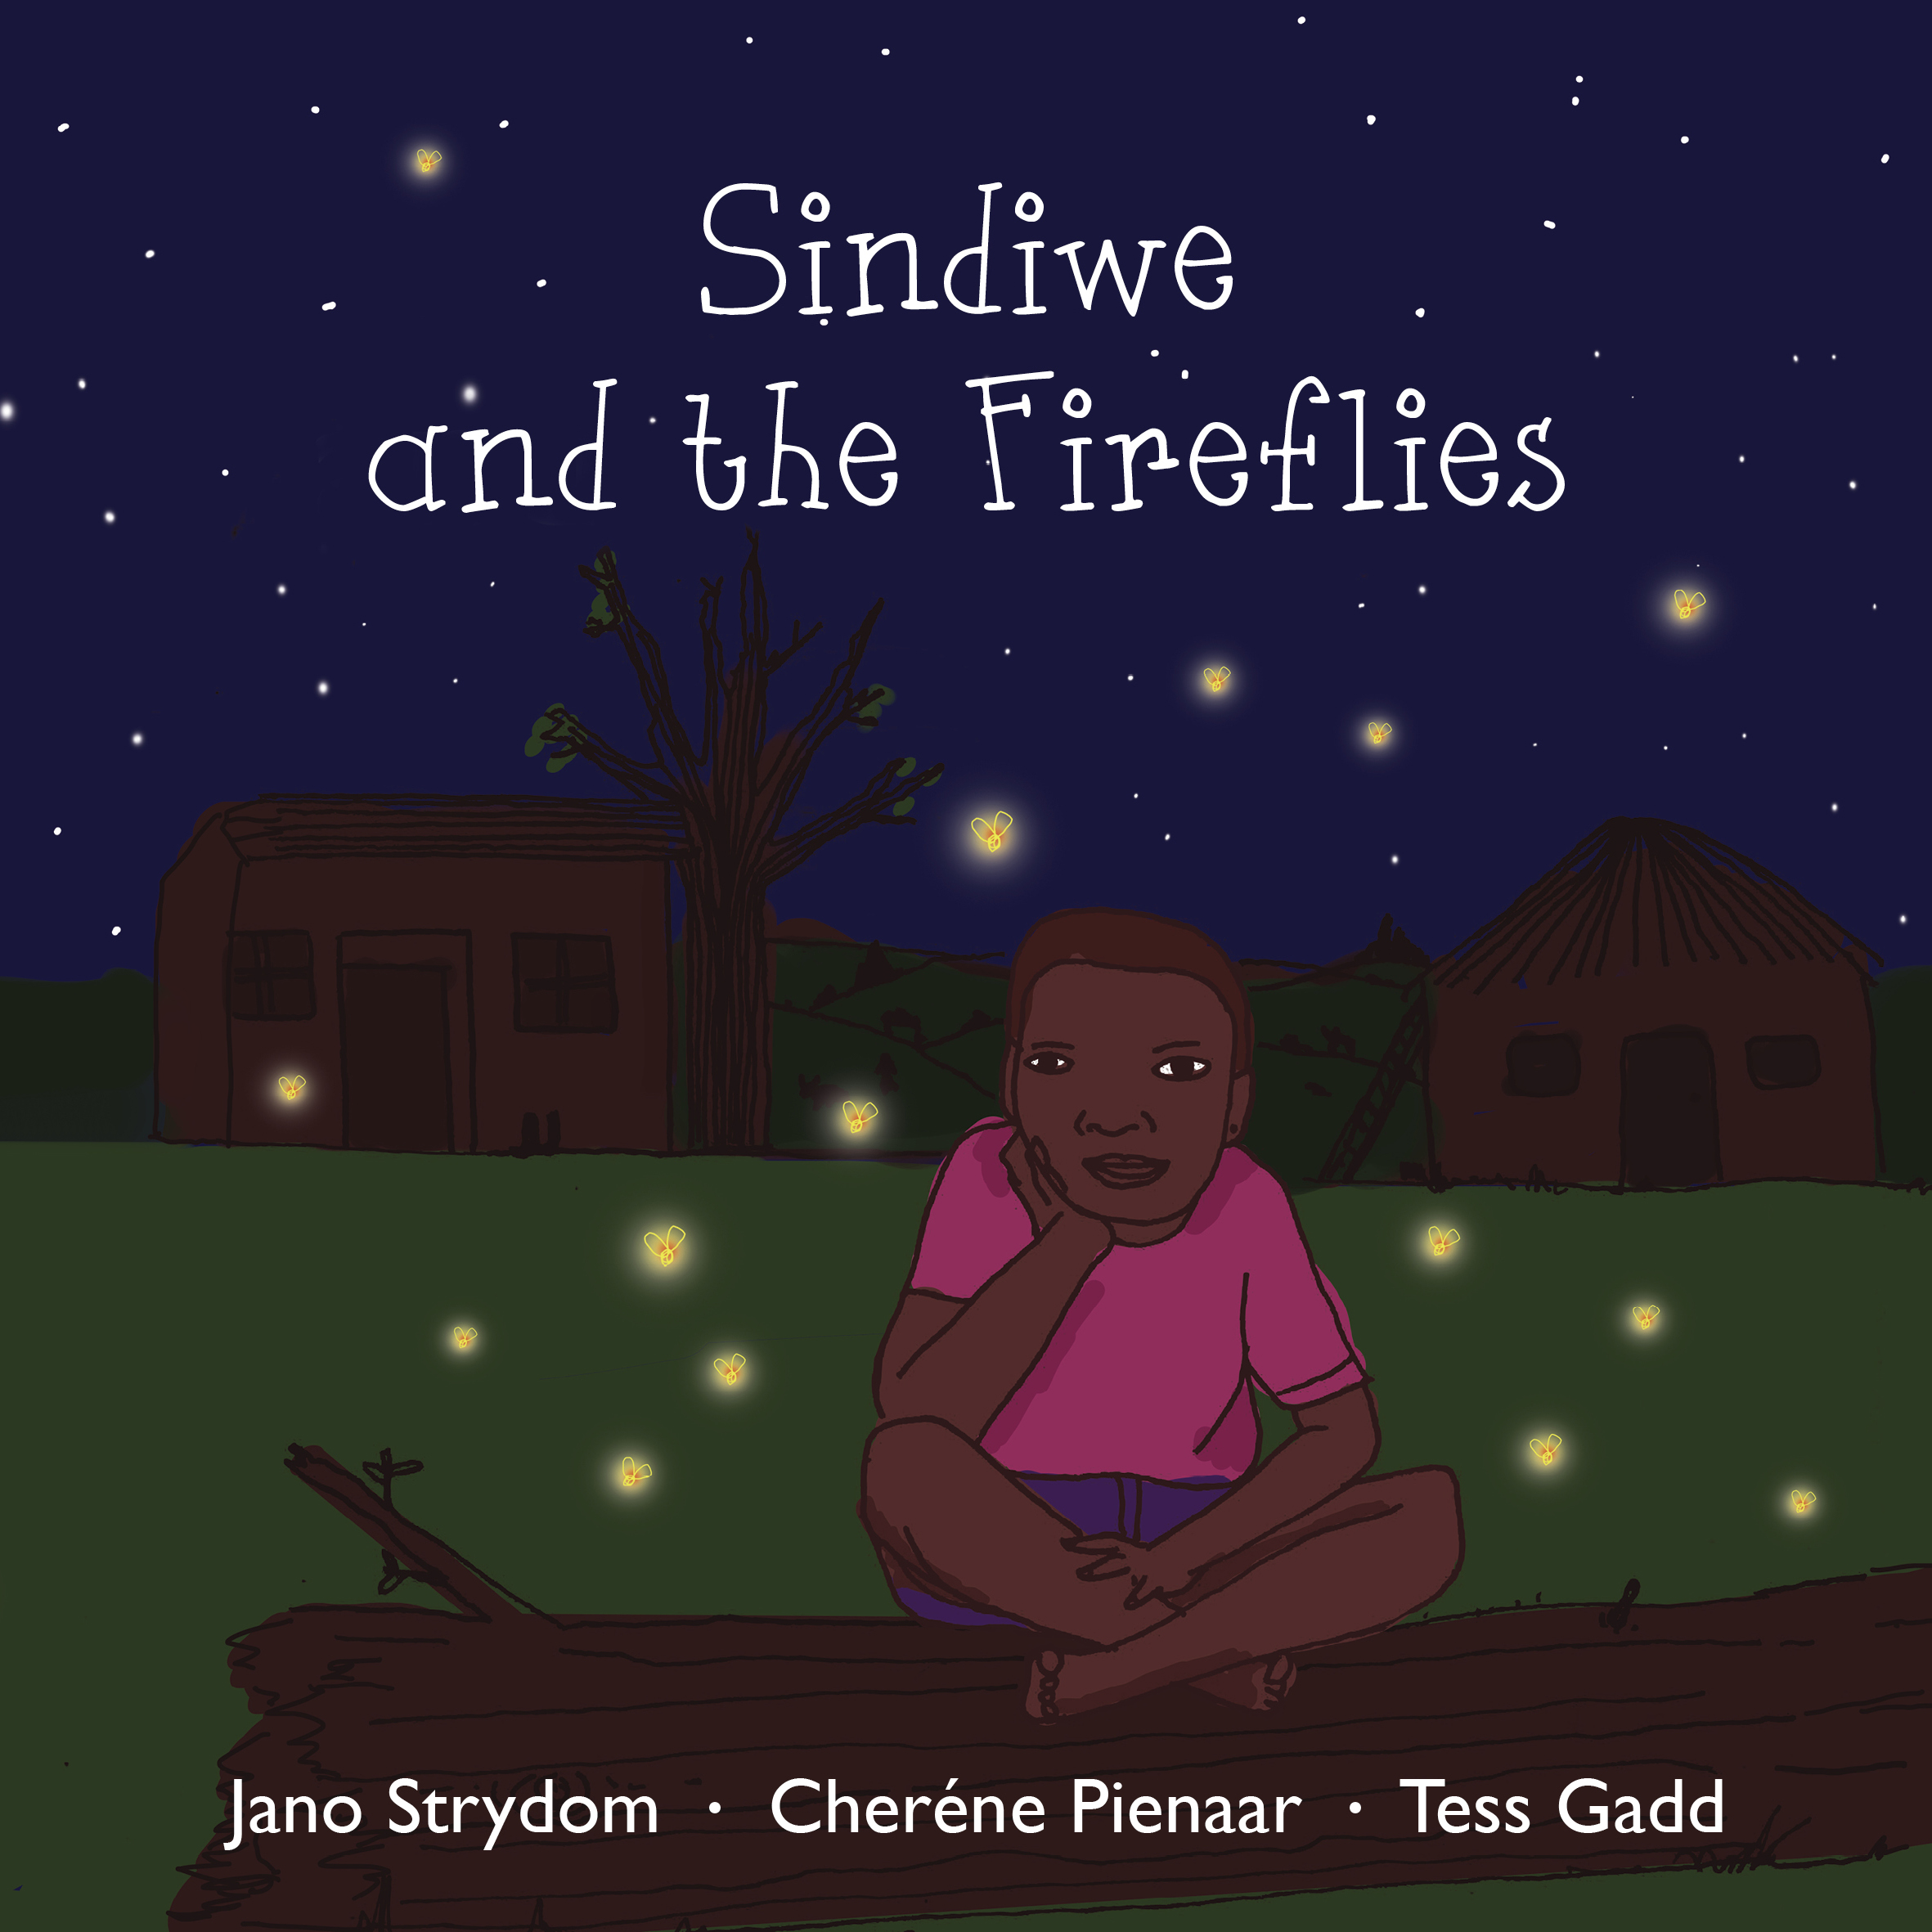 Sindiwe
and the Fireflies
Jano Strydom • Cheréne Pienaar • Tess Gadd